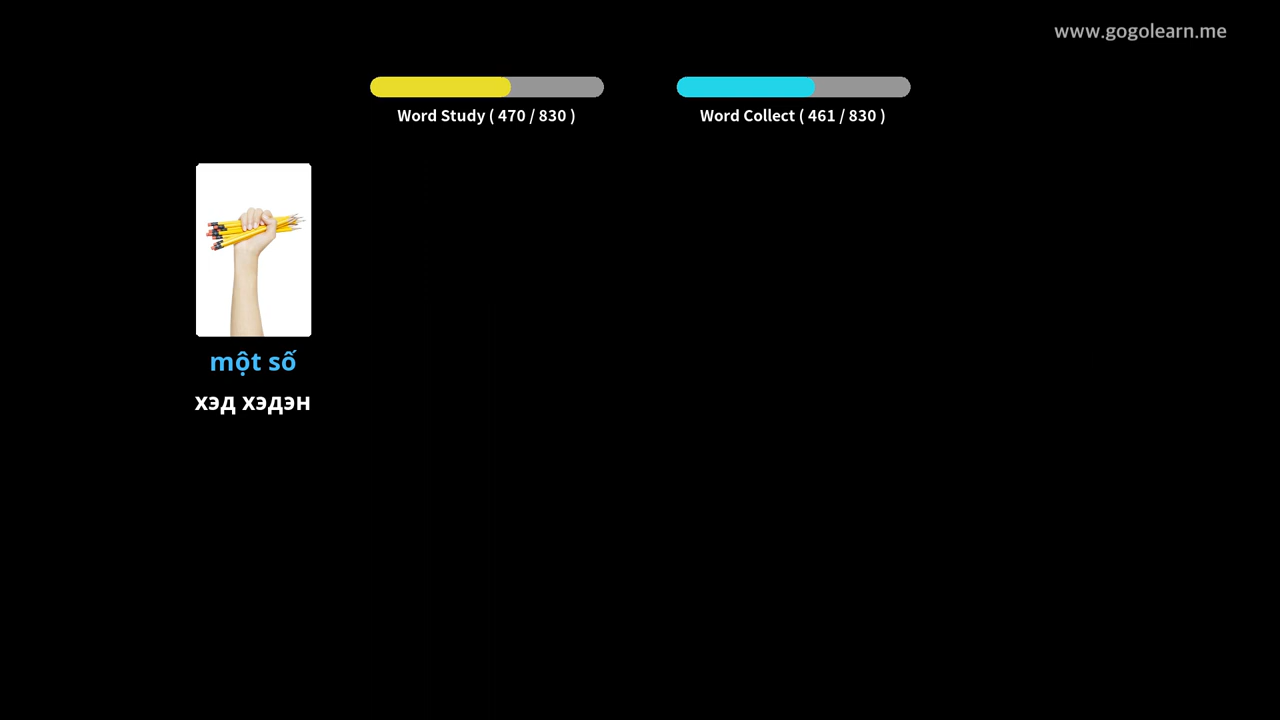 www.gogolearn.me
Word Study ( 470 / 830 )
Word Collect ( 461 / 830 )
một số
хэд хэдэн